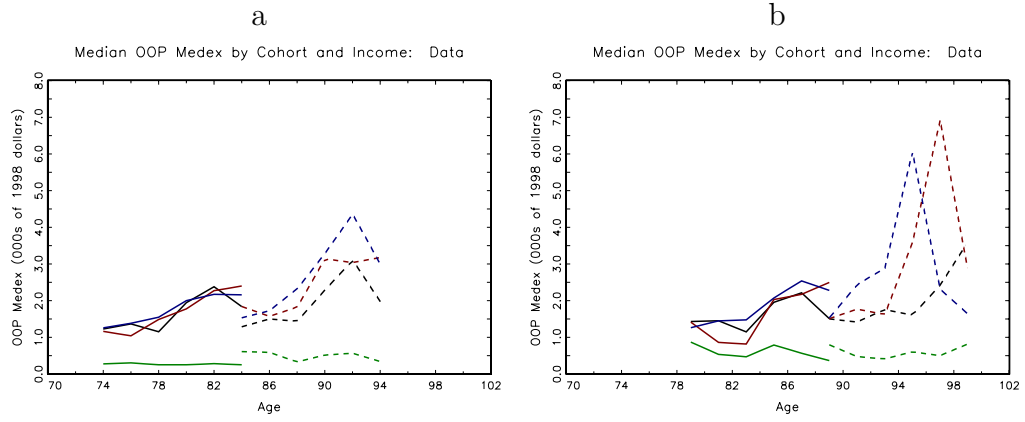 a
Median OOP Medex by Cohort and Income: Data
OOP Medex (000s of 1998 dollars)
8.0
7.0
6.0
5.0
4.0
3.0
2.0
1.0
0.0
70 74 78 82 86 90 94 98 102
Age
b
Median OOP Medex by Cohort and Income: Data
OOP Medex (000s of 1998 dollars)
8.0
7.0
6.0
5.0
4.0
3.0
2.0
1.0
0.0
70 74 78 82 86 90 94 98 102
Age